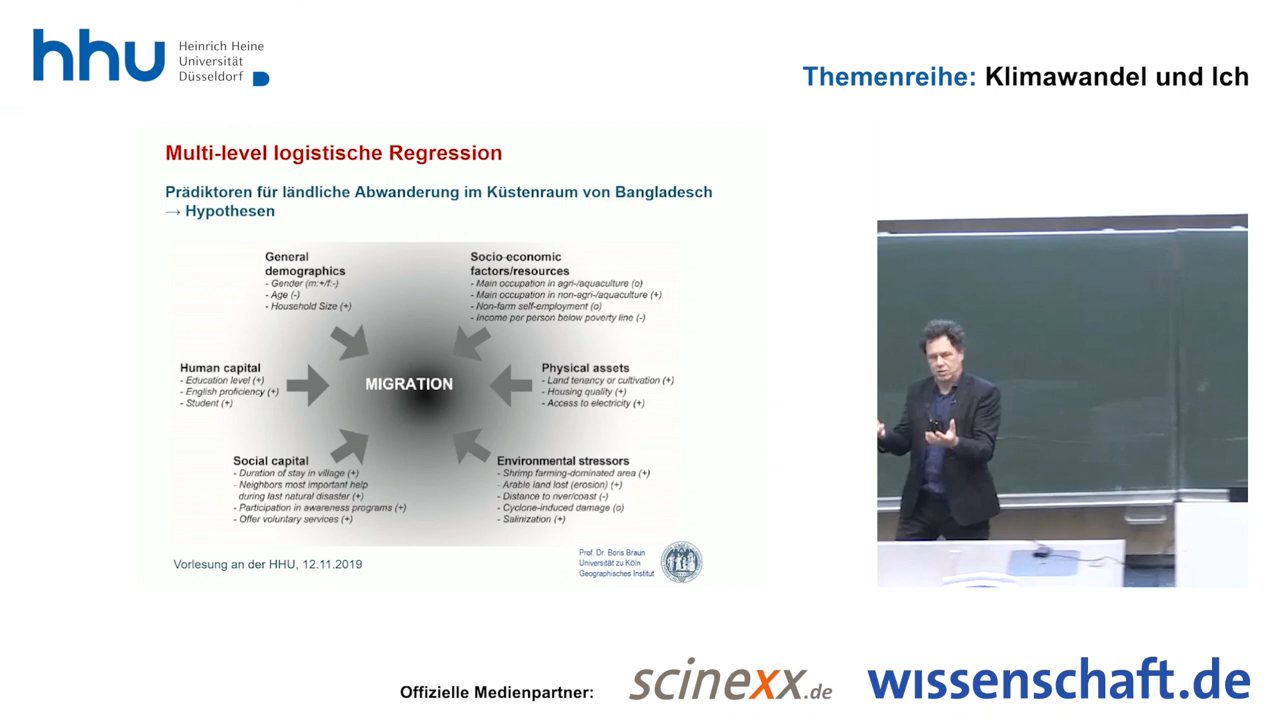 hhu
Heinrich Heine
Universität
Düsseldorf
Themenreihe: Klimawandel und Ich
Multi-level logistische Regression
Prädiktoren für ländliche Abwanderung im Küstenraum von Bangladesch
→ Hypothesen
General
demographics
- Gender (m:+/f:-)
- Age (-)
- Household Size (+)
Socio-economic
factors/resources
- Main occupation in agri-/aquaculture (o)
- Main occupation in non-agri-/aquaculture (+)
- Non-farm self-employment (o)
- Income per person below poverty line (-)
Human capital
- Education level (+)
- English proficiency (+)
- Student (+)
MIGRATION
Physical assets
- Land tenancy or cultivation (+)
- Housing quality (+)
- Access to electricity (+)
Social capital
- Duration of stay in village (+)
- Neighbors most important help
during last natural disaster (+)
- Participation in awareness programs (+)
- Offer voluntary services (+)
Environmental stressors
- Shrimp farming-dominated area (+)
- Arable land lost (erosion) (+)
- Distance to river/coast (-)
- Cyclone-induced damage (o)
- Salinization (+)
Vorlesung an der HHU, 12.11.2019
Prof. Dr. Boris Braun
Universität zu Köln
Geographisches Institut
Offizielle Medienpartner:
scinexx.de
wissenschaft.de